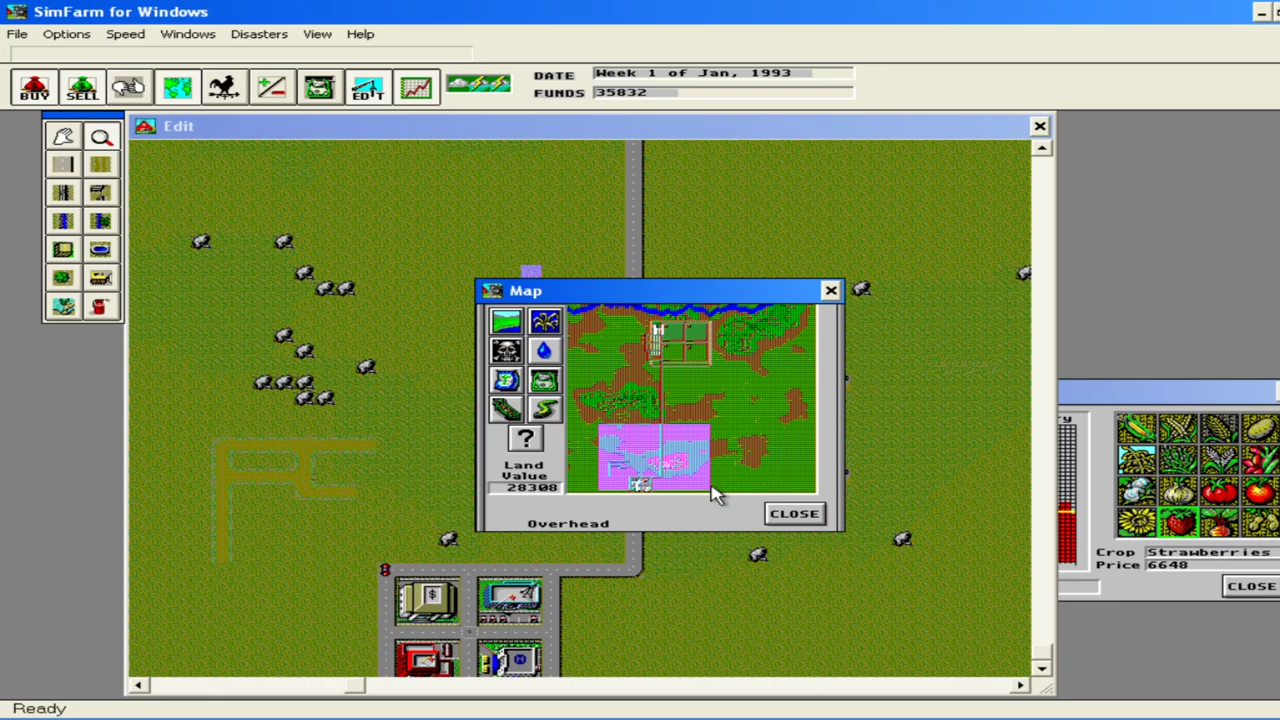 SimFarm for Windows
File Options Speed Windows Disasters View Help
BUY SELL EDIT
DATE Week 1 of Jan, 1993
FUNDS 35832
Edit
Map
?
Land
Value
28308
Overhead
CLOSE
Crop Strawberries
Price 6648
CLOSE
$
H
Ready